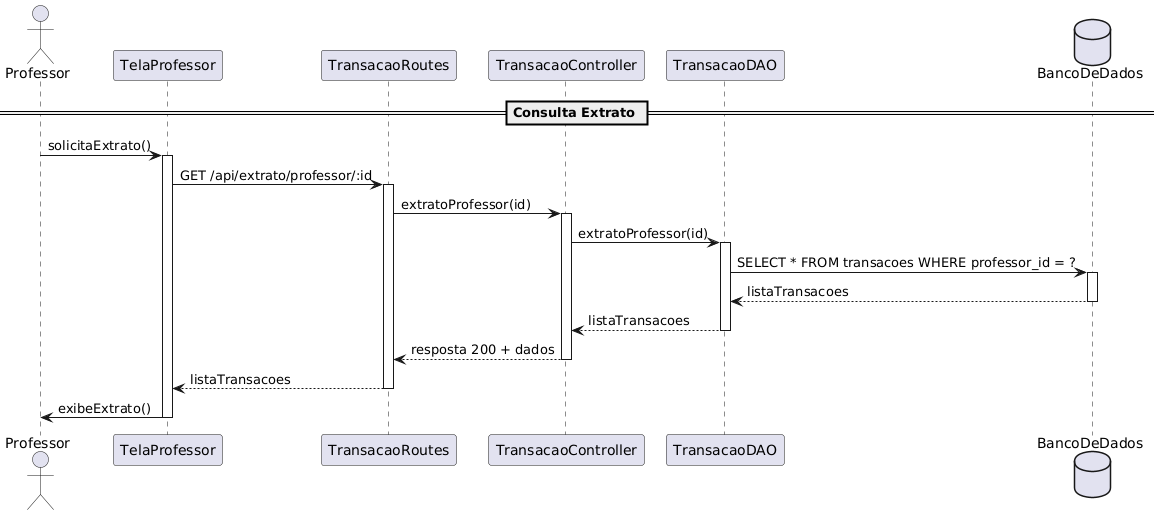 Professor
TelaProfessor
TransacaoRoutes
TransacaoController
TransacaoDAO
BancoDeDados
Consulta Extrato
solicitaExtrato()
GET /api/extrato/professor/:id
extratoProfessor(id)
extratoProfessor(id)
SELECT * FROM transacoes WHERE professor_id = ?
listaTransacoes
listaTransacoes
resposta 200 + dados
listaTransacoes
exibeExtrato()
Professor
TelaProfessor
TransacaoRoutes
TransacaoController
TransacaoDAO
BancoDeDados